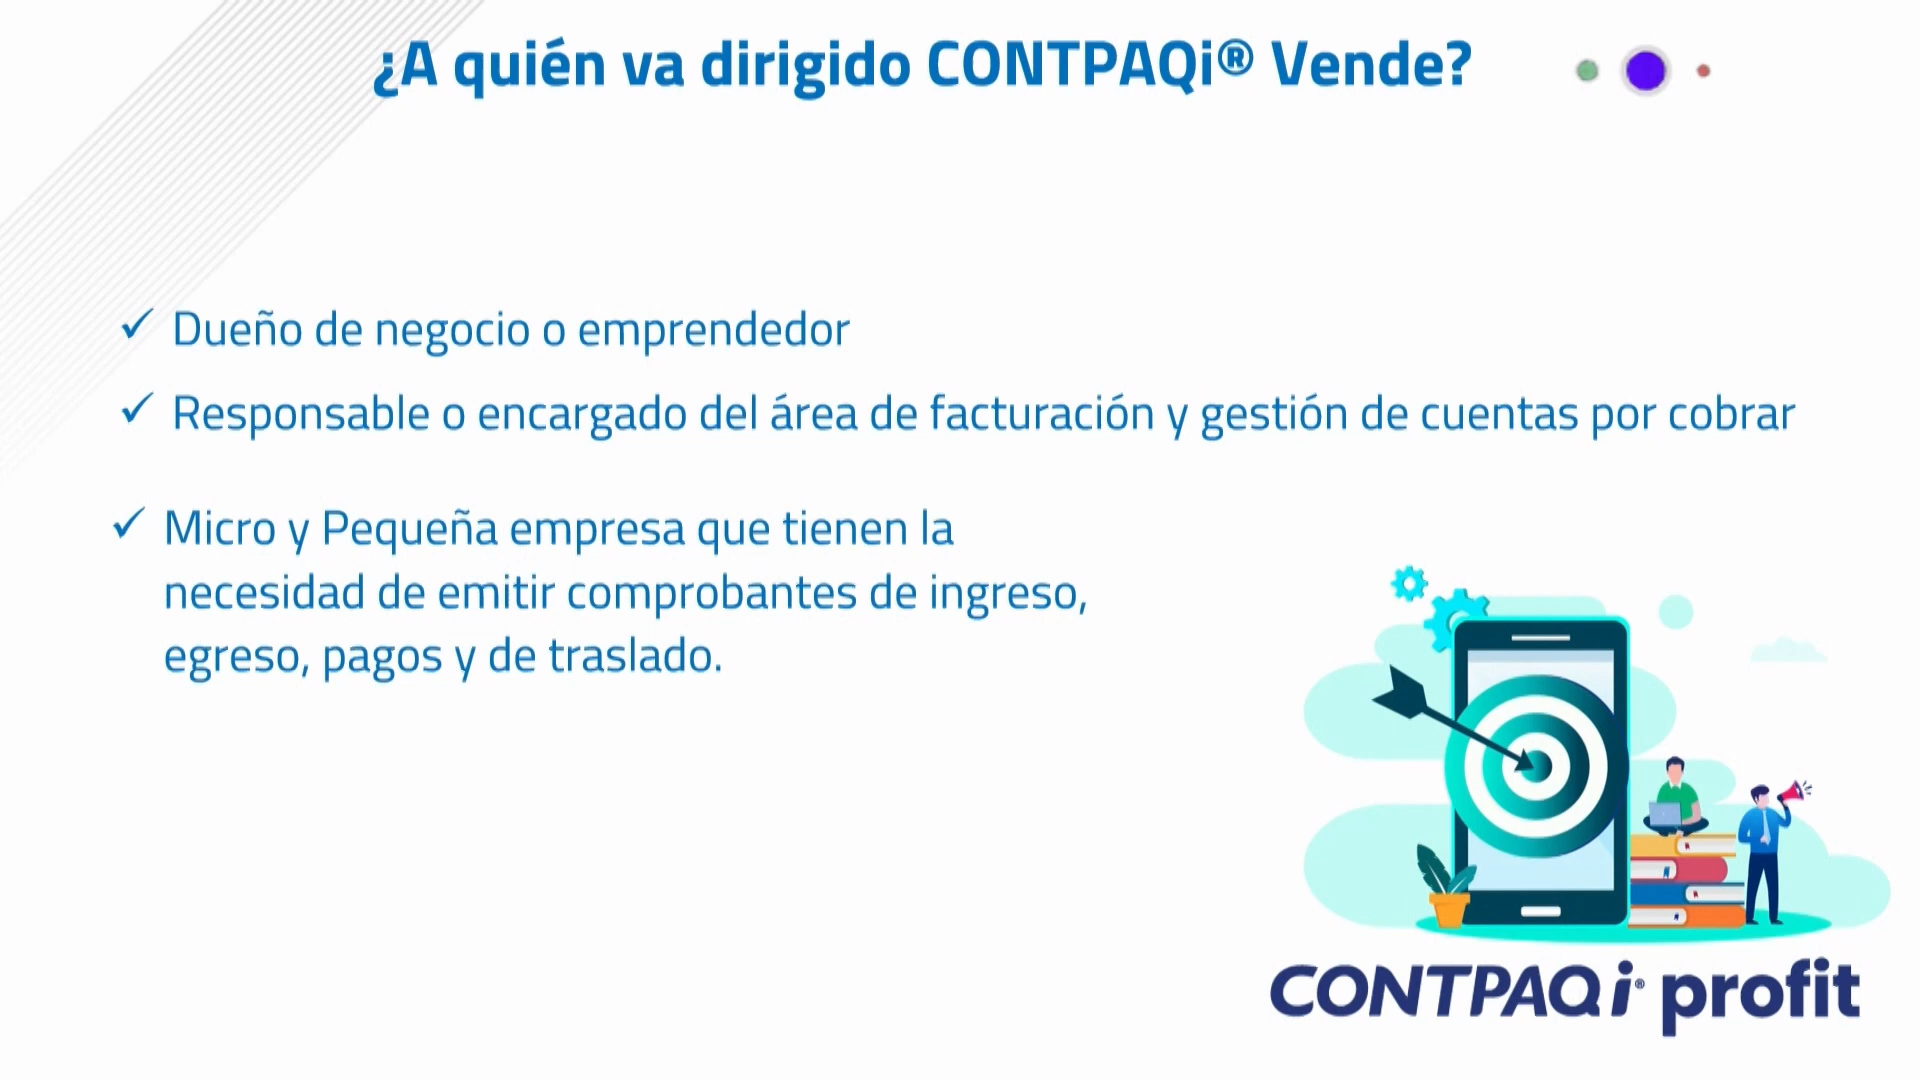 ¿A quién va dirigido CONTPAQi® Vende?
✓ Dueño de negocio o emprendedor
✓ Responsable o encargado del área de facturación y gestión de cuentas por cobrar
✓ Micro y Pequeña empresa que tienen la
necesidad de emitir comprobantes de ingreso,
egreso, pagos y de traslado.
CONTPAQi® profit